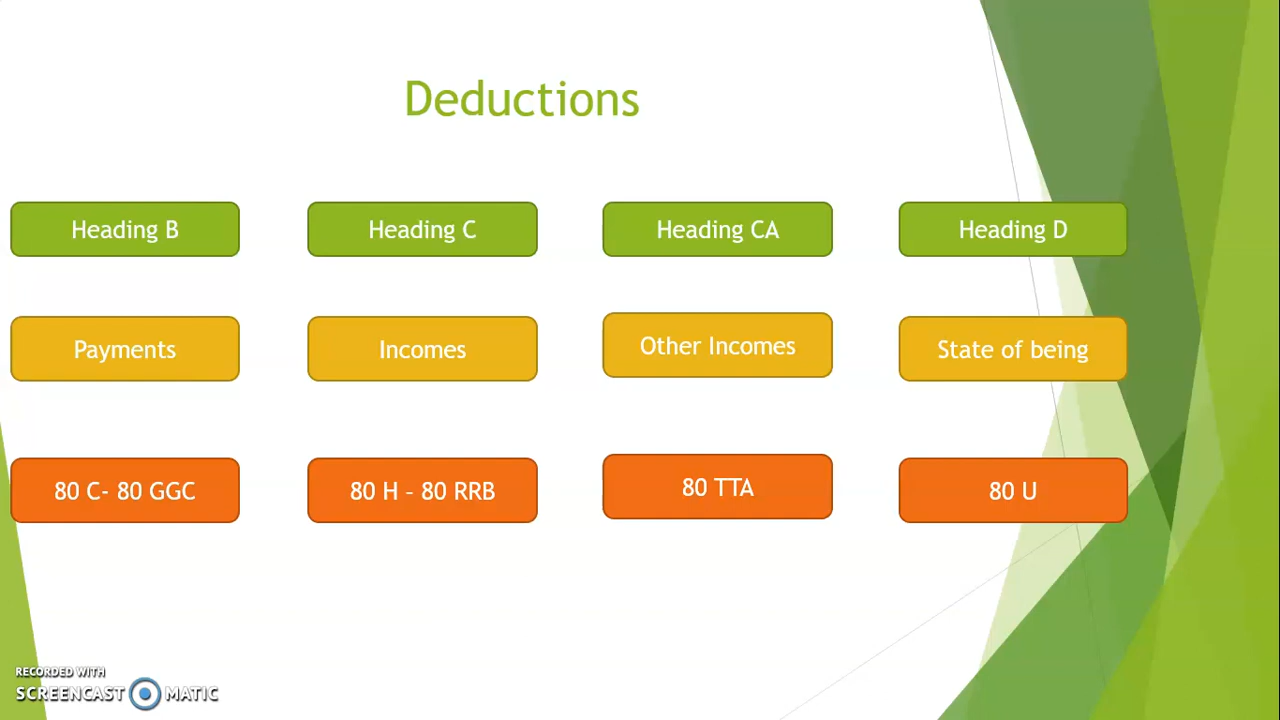 Deductions
Heading B
Heading C
Heading CA
Heading D
Payments
Incomes
Other Incomes
State of being
80 C- 80 GGC
80 H – 80 RRB
80 TTA
80 U
RECORDED WITH
SCREENCAST MATIC